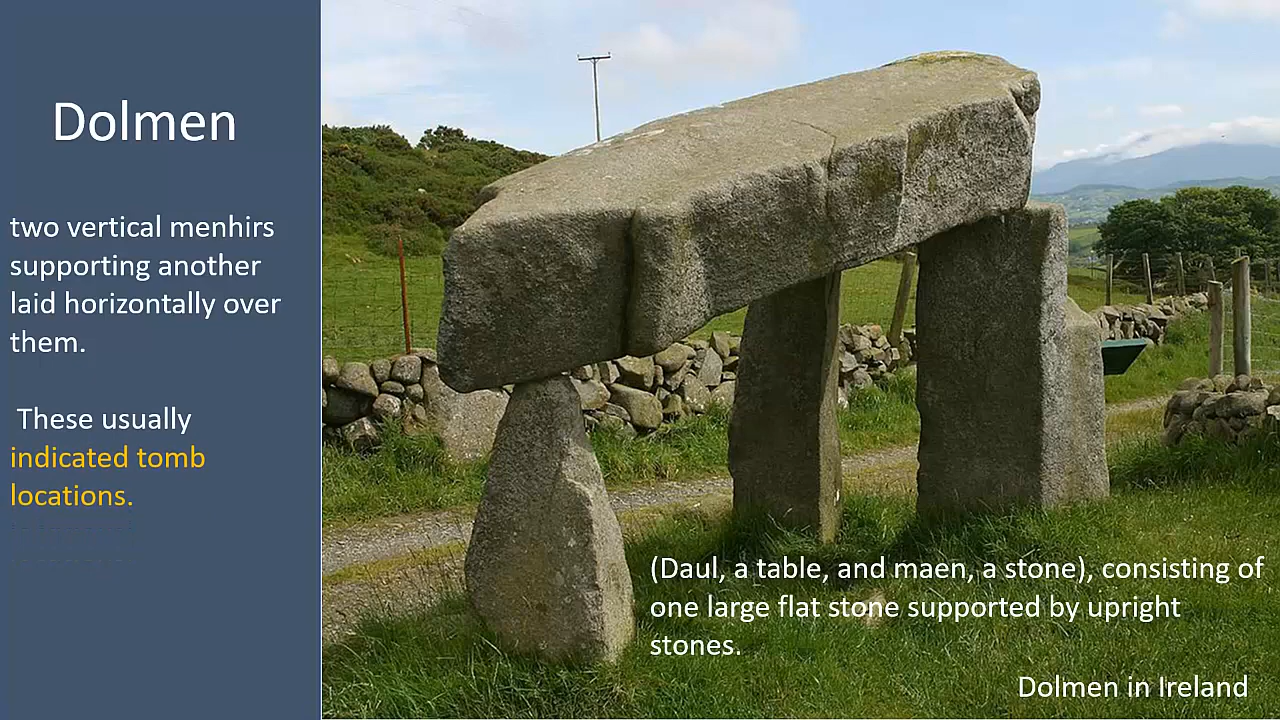 Dolmen
two vertical menhirs
supporting another
laid horizontally over
them.
These usually
indicated tomb
locations.
(Daul, a table, and maen, a stone), consisting of
one large flat stone supported by upright
stones.
Dolmen in Ireland